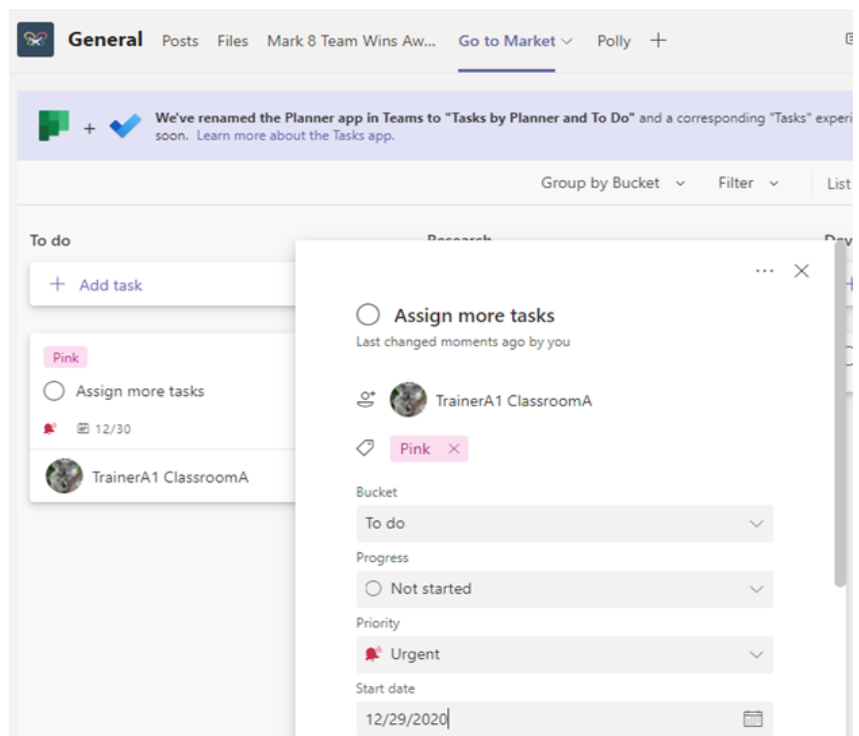 General Posts Files Mark 8 Team Wins Aw... Go to Market Polly
We've renamed the Planner app in Teams to "Tasks by Planner and To Do" and a corresponding "Tasks" experi
soon. Learn more about the Tasks app.
Group by Bucket Filter List
To do
Research
Add task
Pink
Assign more tasks
12/30
TrainerA1 ClassroomA
Assign more tasks
Last changed moments ago by you
TrainerA1 ClassroomA
Pink
Bucket
To do
Progress
Not started
Priority
Urgent
Start date
12/29/2020